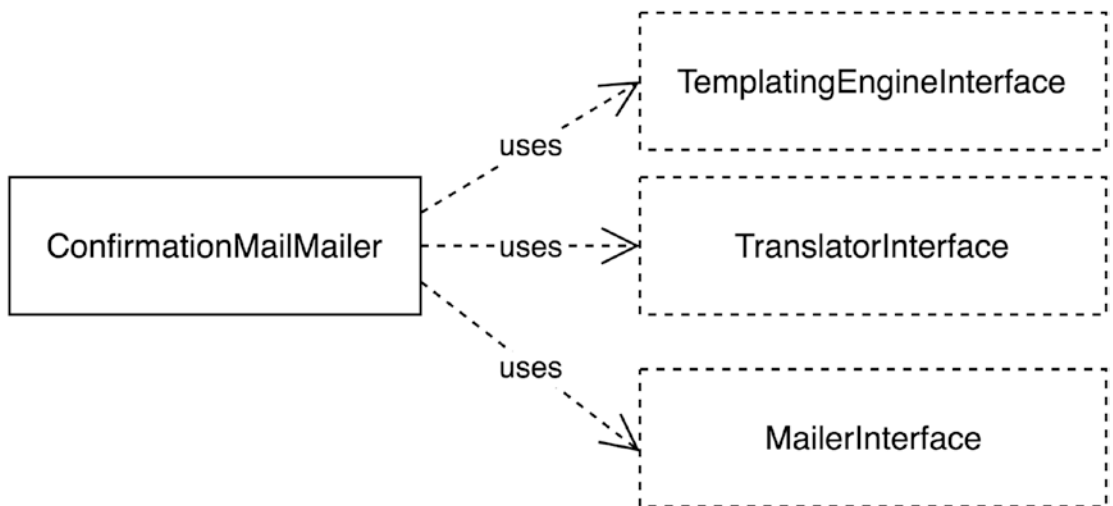 TemplatingEngineInterface
uses
ConfirmationMailMailer
uses
TranslatorInterface
uses
MailerInterface